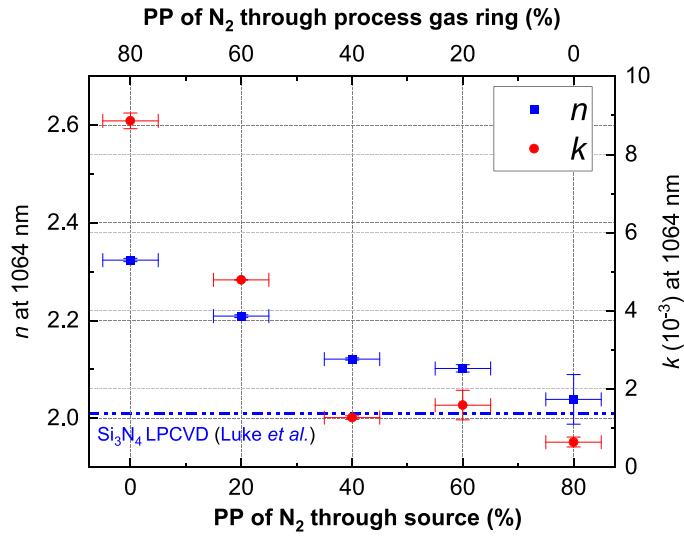 PP of N₂ through process gas ring (%)
80 60 40 20 0
n at 1064 nm
2.6
2.4
2.2
2.0
n
k
10
8
6
4
2
0
k (10⁻³) at 1064 nm
Si₃N₄ LPCVD (Luke et al.)
0 20 40 60 80
PP of N₂ through source (%)